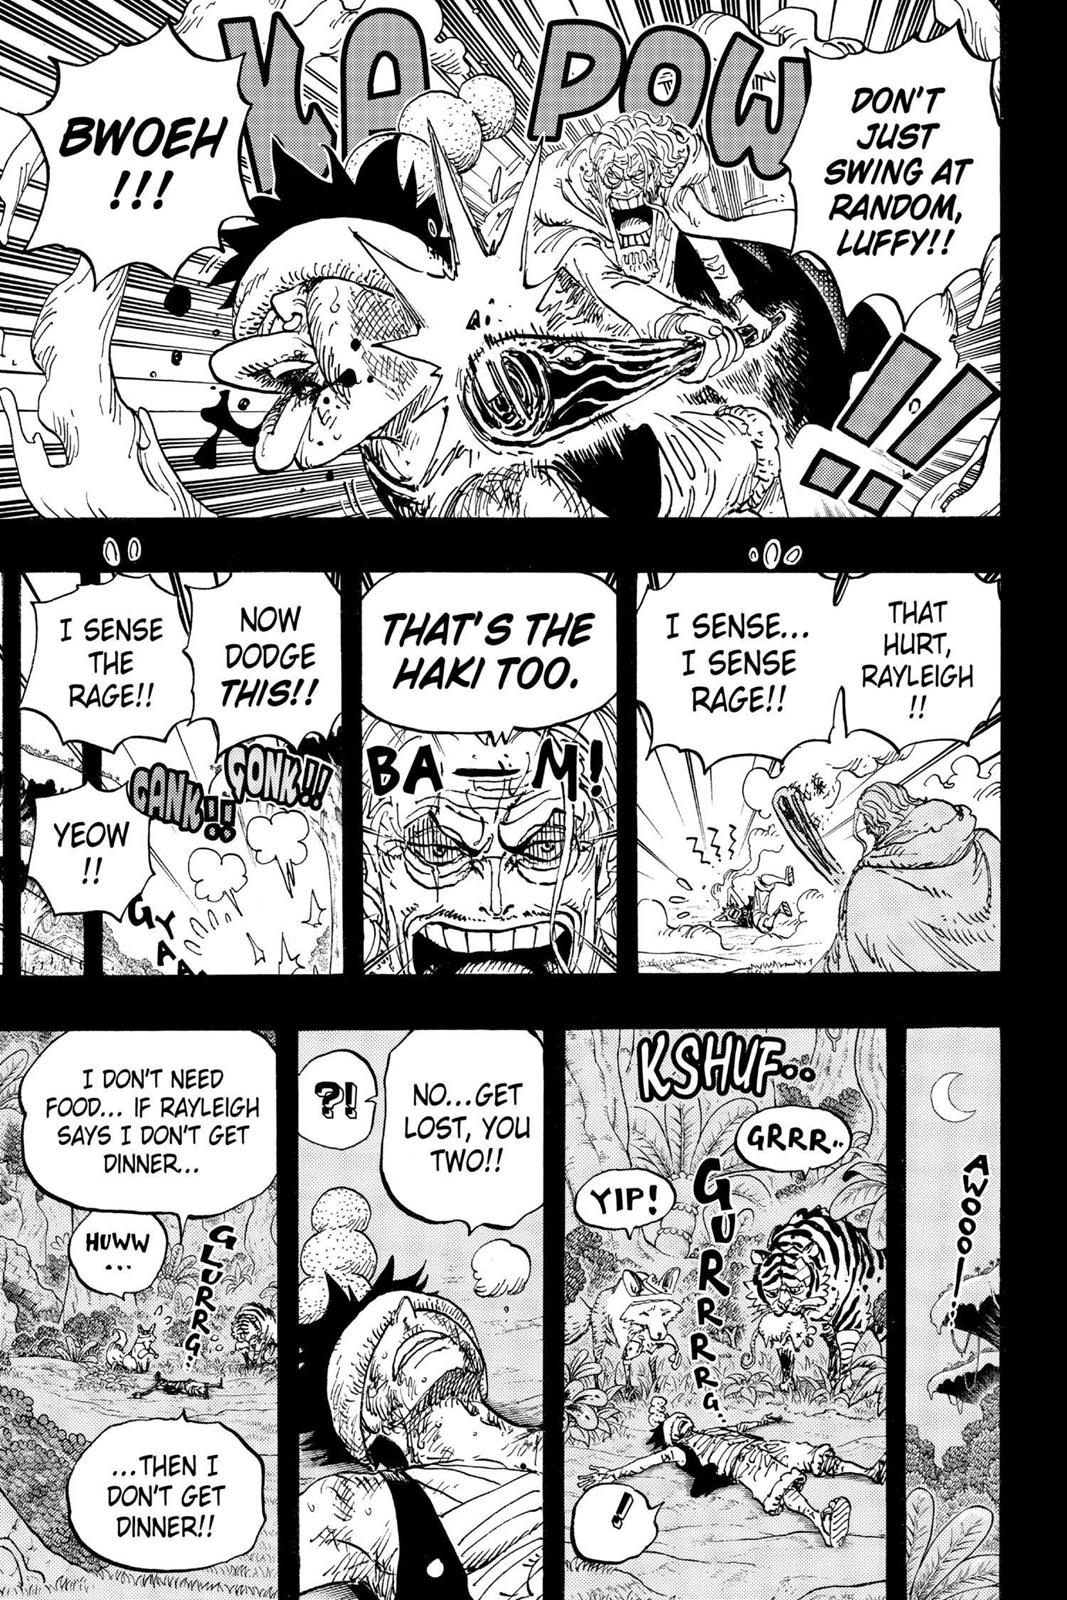 DON'T
JUST
SWING AT
RANDOM,
LUFFY!!
KA POW
!!
BWOEH
!!!
THAT
HURT,
RAYLEIGH
!!
I SENSE...
I SENSE
RAGE!!
THAT'S THE
HAKI TOO.
BA—M!
NOW
DODGE
THIS!!
I SENSE
THE
RAGE!!
GONK!!!
GANK!!
YEOW
!!
GYAA
AWOOO—!..
KSHUF..
GRRR..
YIP!
GURRRRG..
!
NO...GET
LOST, YOU
TWO!!
?!
I DON'T NEED
FOOD... IF RAYLEIGH
SAYS I DON'T GET
DINNER...
HUWW
...
GLURRG..
...THEN I
DON'T GET
DINNER!!